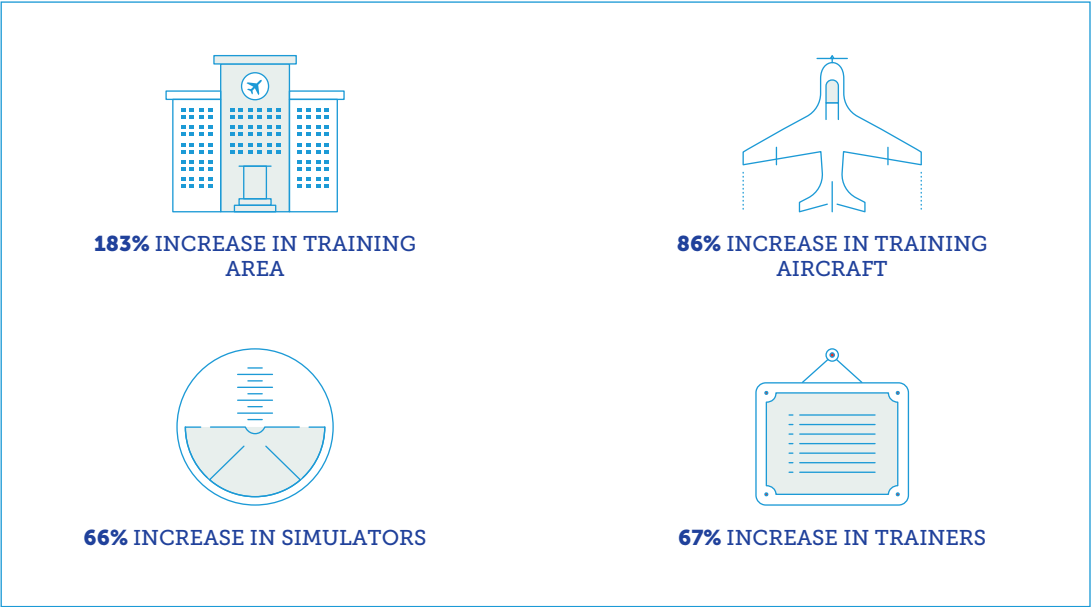 183% INCREASE IN TRAINING
AREA
86% INCREASE IN TRAINING
AIRCRAFT
66% INCREASE IN SIMULATORS
67% INCREASE IN TRAINERS